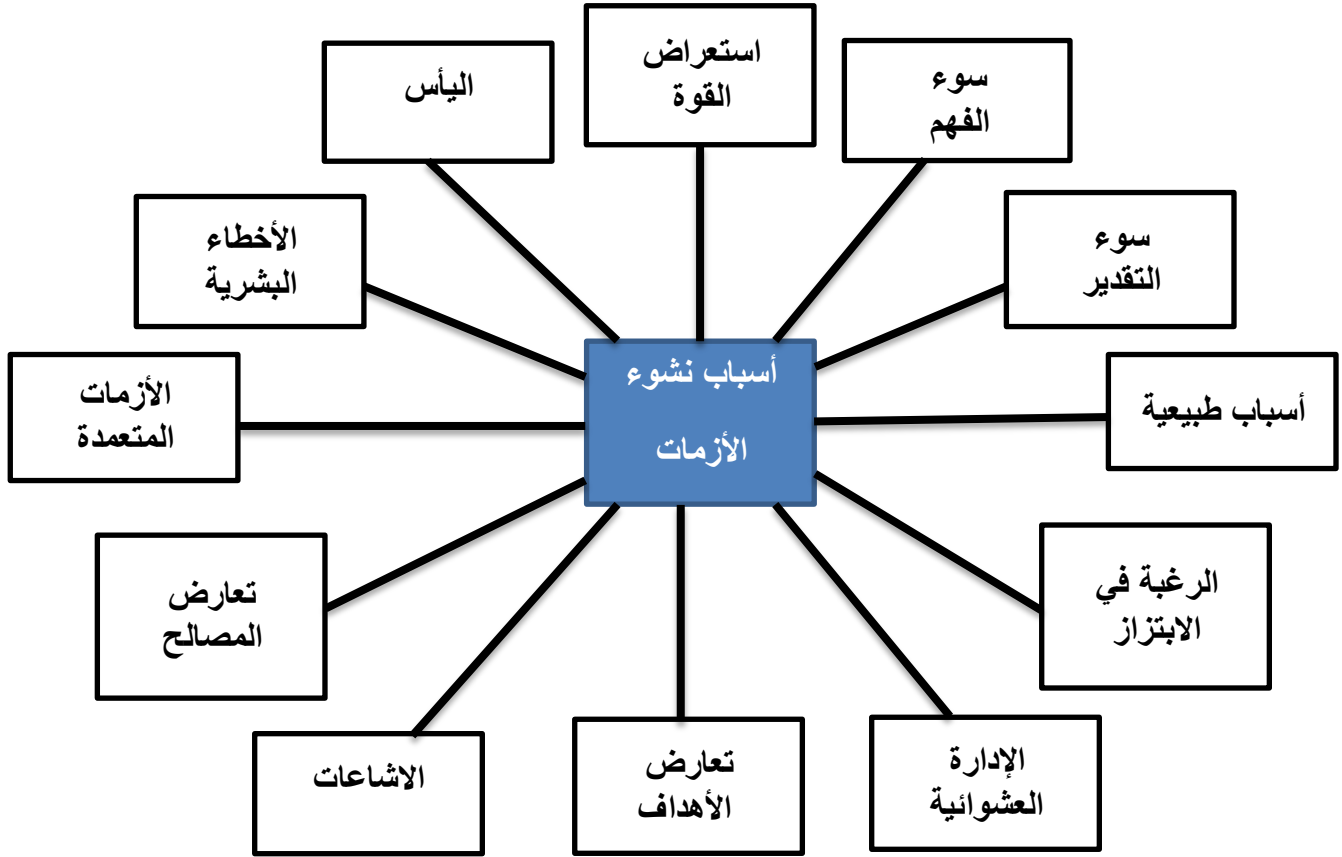 استعراض
القوة
سوء
الفهم
اليأس
سوء
التقدير
الأخطاء
البشرية
أسباب نشوء
الأزمات
أسباب طبيعية
الأزمات
المتعمدة
الرغبة في
الابتزاز
تعارض
المصالح
الإدارة
العشوائية
تعارض
الأهداف
الاشاعات